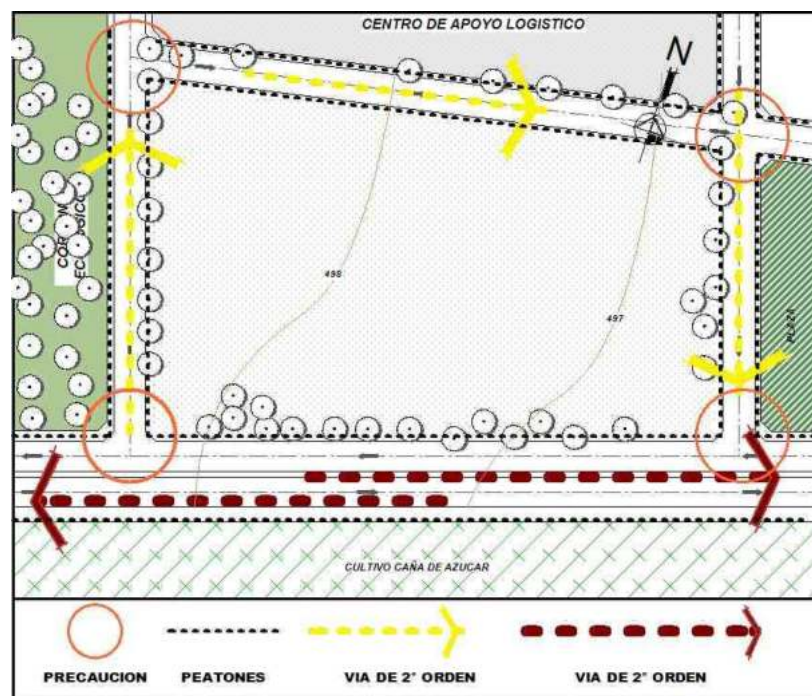 CENTRO DE APOYO LOGISTICO
N
498
497
PLAZA
CULTIVO CAÑA DE AZUCAR
PRECAUCION
PEATONES
VIA DE 2° ORDEN
VIA DE 2° ORDEN